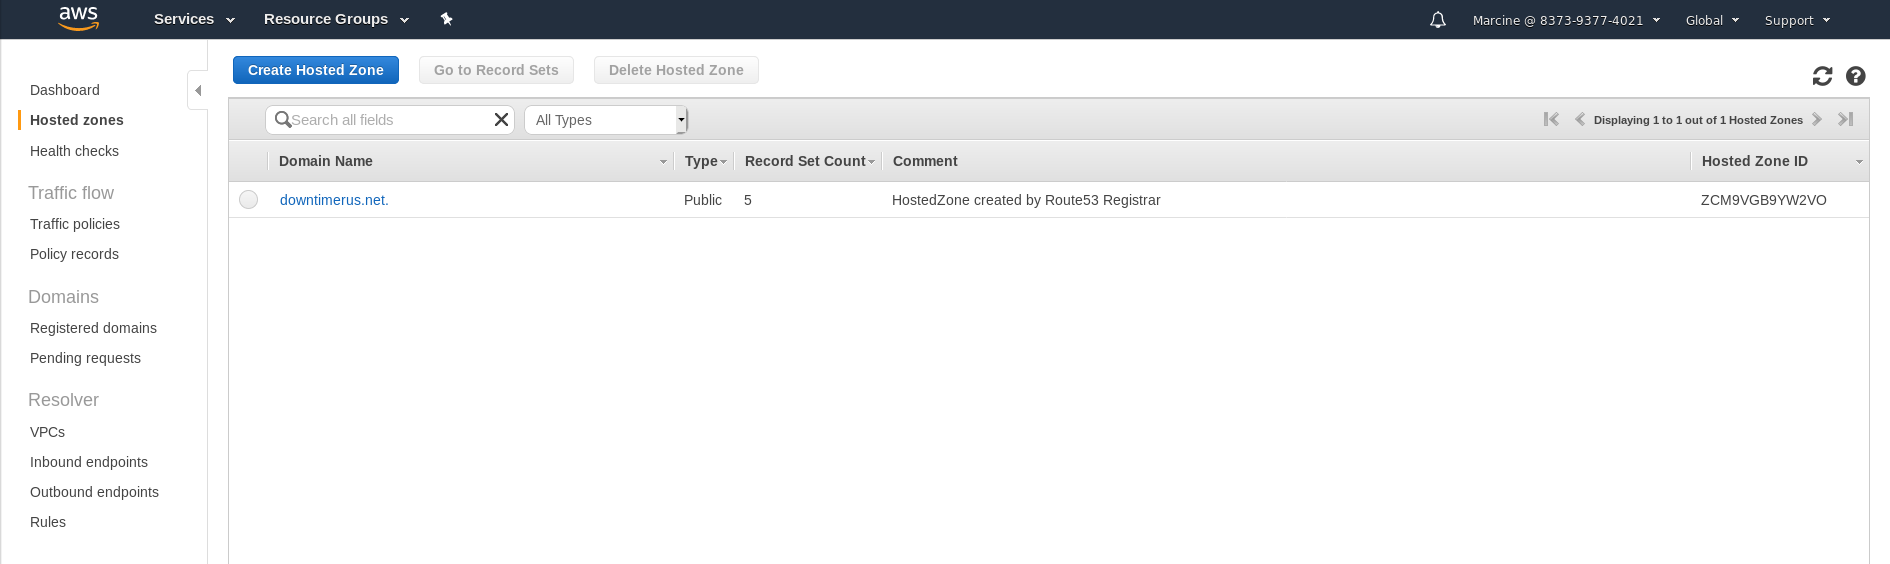 aws Services Resource Groups Marcine @ 8373-9377-4021 Global Support
Create Hosted Zone Go to Record Sets Delete Hosted Zone
Dashboard
Hosted zones
Health checks
Traffic flow
Traffic policies
Policy records
Domains
Registered domains
Pending requests
Resolver
VPCs
Inbound endpoints
Outbound endpoints
Rules
Search all fields All Types Displaying 1 to 1 out of 1 Hosted Zones
Domain Name Type Record Set Count Comment Hosted Zone ID
downtimerus.net. Public 5 HostedZone created by Route53 Registrar ZCM9VGB9YW2VO